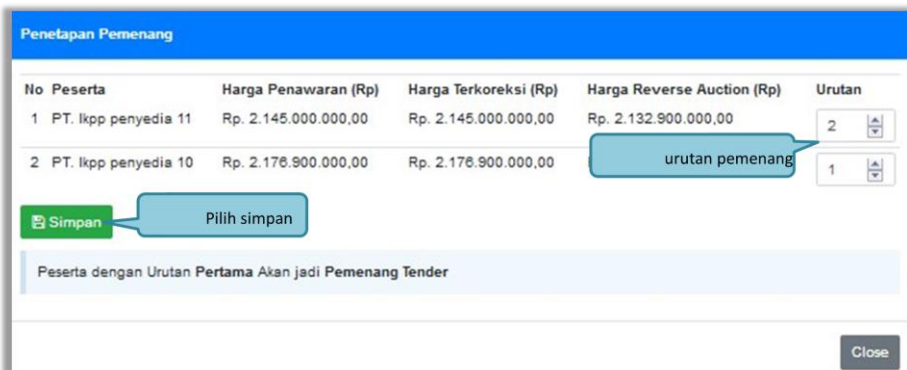 Penetapan Pemenang
No Peserta Harga Penawaran (Rp) Harga Terkoreksi (Rp) Harga Reverse Auction (Rp) Urutan
1 PT. lkpp penyedia 11 Rp. 2.145.000.000,00 Rp. 2.145.000.000,00 Rp. 2.132.900.000,00 2
urutan pemenang
2 PT. lkpp penyedia 10 Rp. 2.176.900.000,00 Rp. 2.176.900.000,00 1
Simpan
Pilih simpan
Peserta dengan Urutan Pertama Akan jadi Pemenang Tender
Close